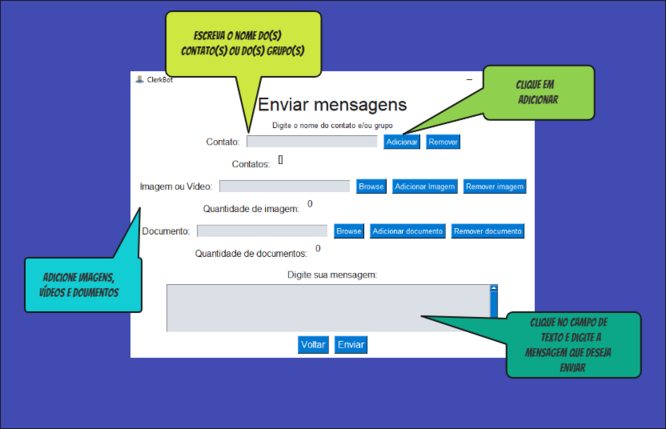 ESCREVA O NOME DO(S)
CONTATO(S) OU DO(S) GRUPO(S)
ClerkBot
CLIQUE EM
ADICIONAR
Enviar mensagens
Digite o nome do contato e/ou grupo
Contato: Adicionar Remover
Contatos: []
Imagem ou Vídeo: Browse Adicionar Imagem Remover imagem
Quantidade de imagem: 0
Documento: Browse Adicionar documento Remover documento
Quantidade de documentos: 0
ADICIONE IMAGENS,
VÍDEOS E DOUMENTOS
Digite sua mensagem:
CLIQUE NO CAMPO DE
TEXTO E DIGITE A
MENSAGEM QUE DESEJA
ENVIAR
Voltar Enviar